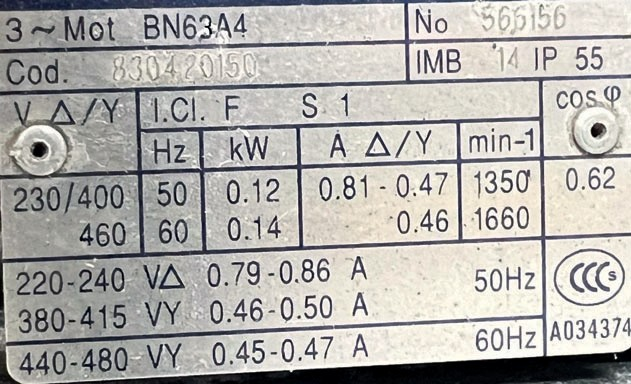 3 ~ Mot BN63A4 No 565156
Cod. 830420150 IMB 14 IP 55
V Δ/Y I.Cl. F S 1 cos φ
Hz kW A Δ/Y min-1
230/400 50 0.12 0.81 - 0.47 1350 0.62
460 60 0.14 0.46 1660
220-240 VΔ 0.79-0.86 A 50Hz CCC S
380-415 VY 0.46-0.50 A
440-480 VY 0.45-0.47 A 60Hz A034374